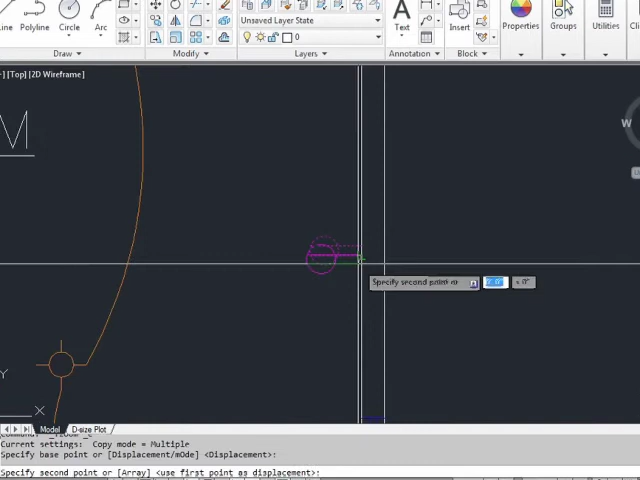 Line Polyline Circle Arc
Text
Insert
Properties
Groups
Utilities
Unsaved Layer State
0
Draw Modify Layers Annotation Block
[Top] [2D Wireframe]
M
W
Specify second point or
Y
X
Model D-size Plot
Current settings: Copy mode = Multiple
Specify base point or [Displacement/mOde] <Displacement>:
Specify second point or [Array] <use first point as displacement>: